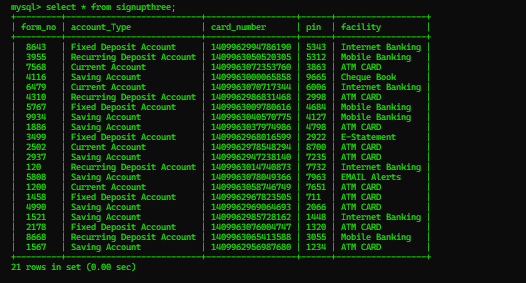 mysql> select * from signupthree;
| form_no | account_Type | card_number | pin | facility |
| 8643 | Fixed Deposit Account | 1409962994786190 | 5343 | Internet Banking |
| 3955 | Recurring Deposit Account | 1409963050520305 | 5312 | Mobile Banking |
| 7568 | Current Account | 1409963072353760 | 3863 | ATM CARD |
| 4116 | Saving Account | 1409963000065858 | 9665 | Cheque Book |
| 6479 | Current Account | 1409963070717344 | 6006 | Internet Banking |
| 4310 | Recurring Deposit Account | 1409962986831468 | 2998 | ATM CARD |
| 5767 | Fixed Deposit Account | 1409963109780616 | 4684 | Mobile Banking |
| 9934 | Saving Account | 1409963040570775 | 4127 | Mobile Banking |
| 1886 | Saving Account | 1409963037974986 | 4798 | ATM CARD |
| 3499 | Fixed Deposit Account | 1409962968016599 | 2922 | E-Statement |
| 2502 | Current Account | 1409962978548294 | 8700 | ATM CARD |
| 2937 | Saving Account | 1409962947238140 | 7235 | ATM CARD |
| 120 | Recurring Deposit Account | 1409963014740873 | 7732 | Internet Banking |
| 5808 | Saving Account | 1409963078049366 | 7963 | EMAIL Alerts |
| 1200 | Current Account | 1409963058746749 | 7651 | ATM CARD |
| 1458 | Fixed Deposit Account | 1409962967823505 | 711 | ATM CARD |
| 4990 | Saving Account | 1409962969064693 | 2066 | ATM CARD |
| 1521 | Saving Account | 1409962985728162 | 1448 | Internet Banking |
| 2178 | Fixed Deposit Account | 1409963076004747 | 1320 | ATM CARD |
| 8668 | Recurring Deposit Account | 1409963065413588 | 3055 | Mobile Banking |
| 1567 | Saving Account | 1409962956987680 | 1234 | ATM CARD |
21 rows in set (0.00 sec)